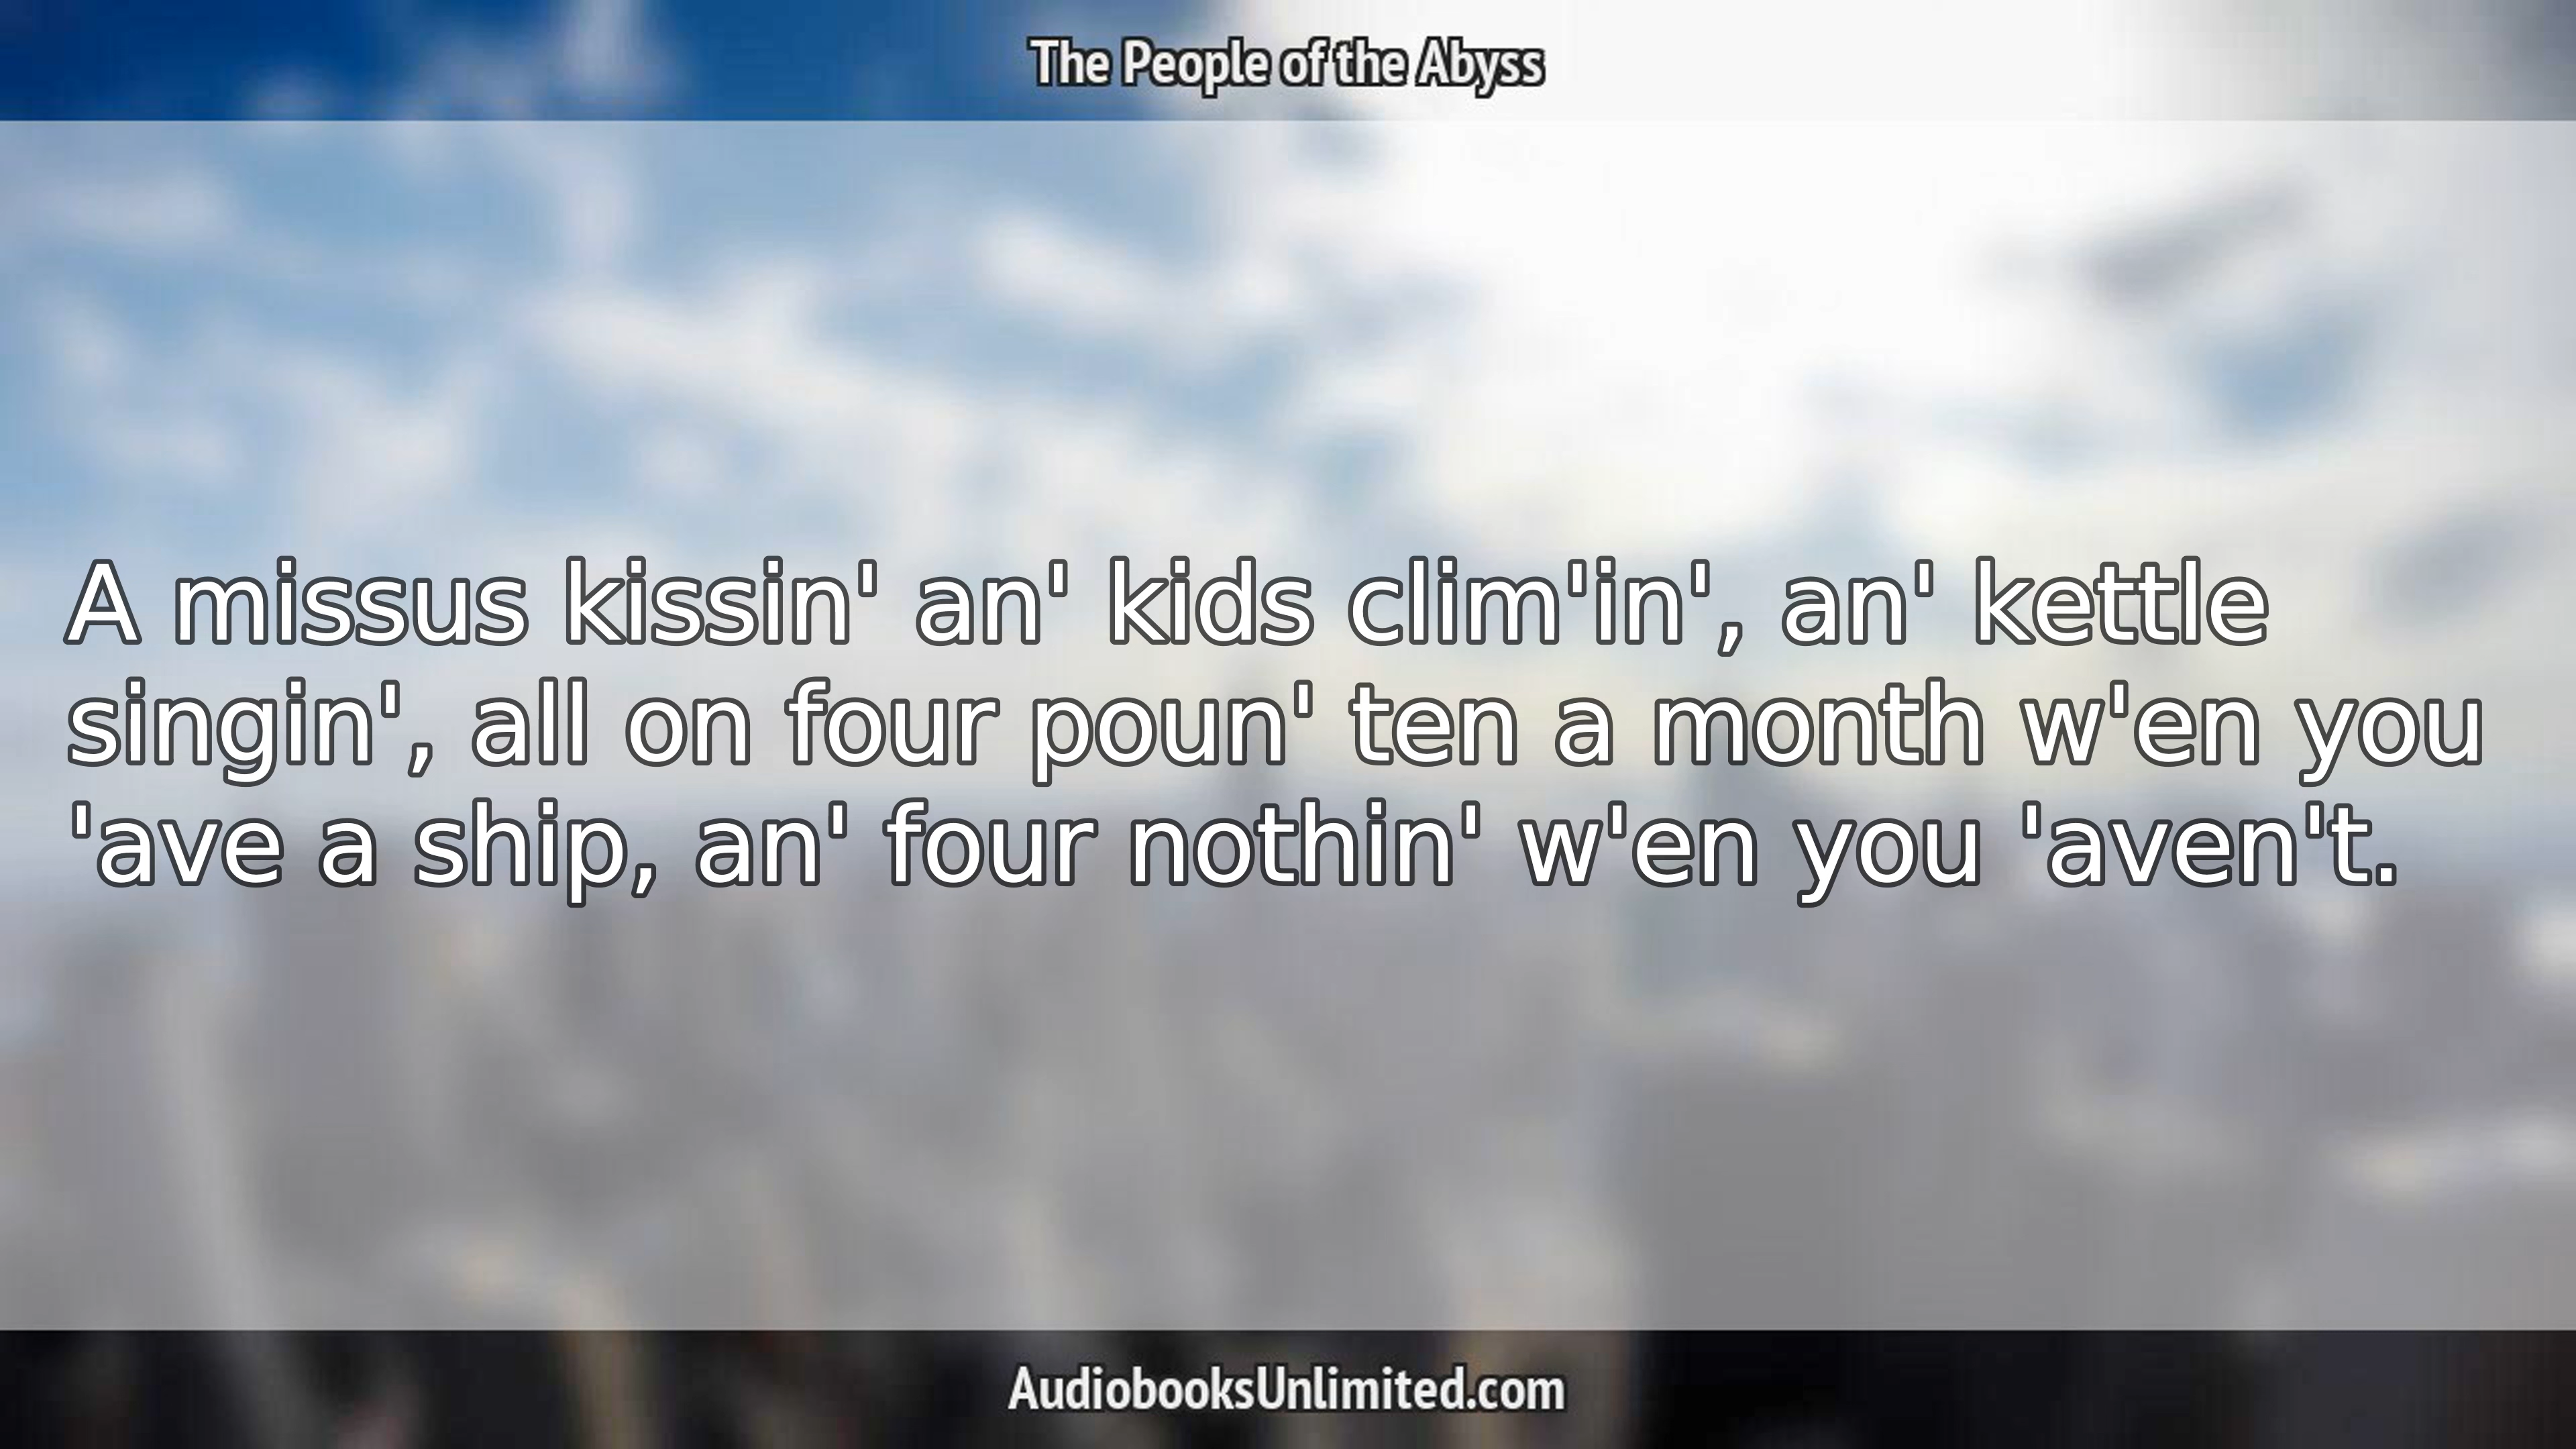 The People of the Abyss
A missus kissin' an' kids clim'in', an' kettle
singin', all on four poun' ten a month w'en you
'ave a ship, an' four nothin' w'en you 'aven't.
AudiobooksUnlimited.com